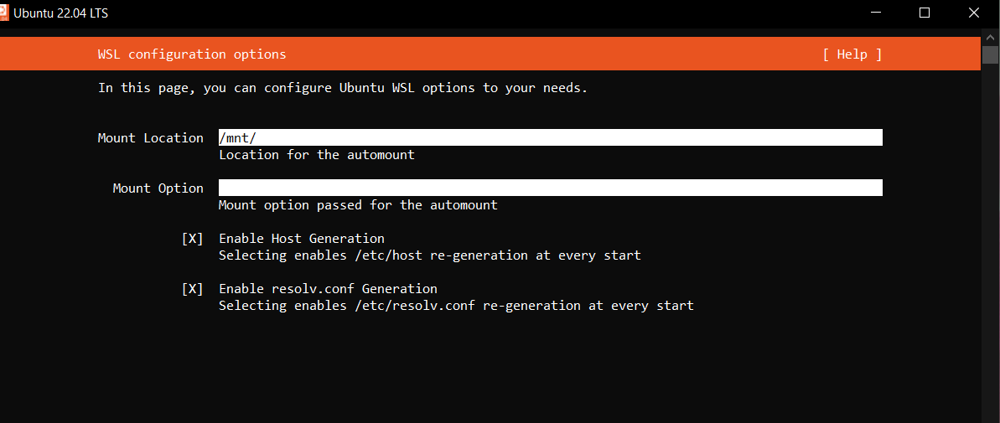 Ubuntu 22.04 LTS
WSL configuration options [ Help ]
In this page, you can configure Ubuntu WSL options to your needs.
Mount Location /mnt/
Location for the automount
Mount Option
Mount option passed for the automount
[X] Enable Host Generation
Selecting enables /etc/host re-generation at every start
[X] Enable resolv.conf Generation
Selecting enables /etc/resolv.conf re-generation at every start